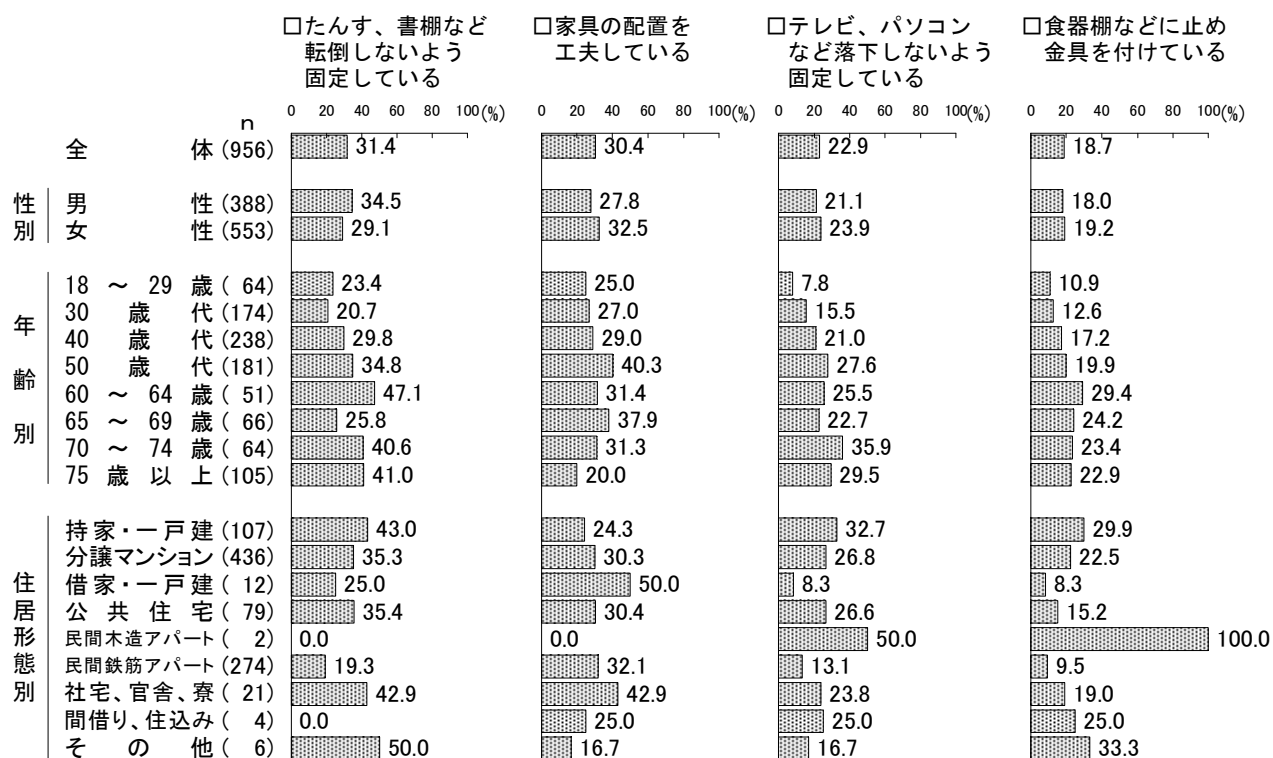 □たんす、書棚など
転倒しないよう
固定している
□家具の配置を
工夫している
□テレビ、パソコン
など落下しないよう
固定している
□食器棚などに止め
金具を付けている
n
0 20 40 60 80 100(%) 0 20 40 60 80 100(%) 0 20 40 60 80 100(%) 0 20 40 60 80 100(%)
全体(956) 31.4 30.4 22.9 18.7
性別
男性(388) 34.5 27.8 21.1 18.0
女性(553) 29.1 32.5 23.9 19.2
年齢別
18 ～ 29 歳( 64) 23.4 25.0 7.8 10.9
30 歳代(174) 20.7 27.0 15.5 12.6
40 歳代(238) 29.8 29.0 21.0 17.2
50 歳代(181) 34.8 40.3 27.6 19.9
60 ～ 64 歳( 51) 47.1 31.4 25.5 29.4
65 ～ 69 歳( 66) 25.8 37.9 22.7 24.2
70 ～ 74 歳( 64) 40.6 31.3 35.9 23.4
75 歳以上(105) 41.0 20.0 29.5 22.9
住居形態別
持家・一戸建(107) 43.0 24.3 32.7 29.9
分譲マンション(436) 35.3 30.3 26.8 22.5
借家・一戸建( 12) 25.0 50.0 8.3 8.3
公共住宅( 79) 35.4 30.4 26.6 15.2
民間木造アパート( 2) 0.0 0.0 50.0 100.0
民間鉄筋アパート(274) 19.3 32.1 13.1 9.5
社宅、官舎、寮( 21) 42.9 42.9 23.8 19.0
間借り、住込み( 4) 0.0 25.0 25.0 25.0
その他( 6) 50.0 16.7 16.7 33.3